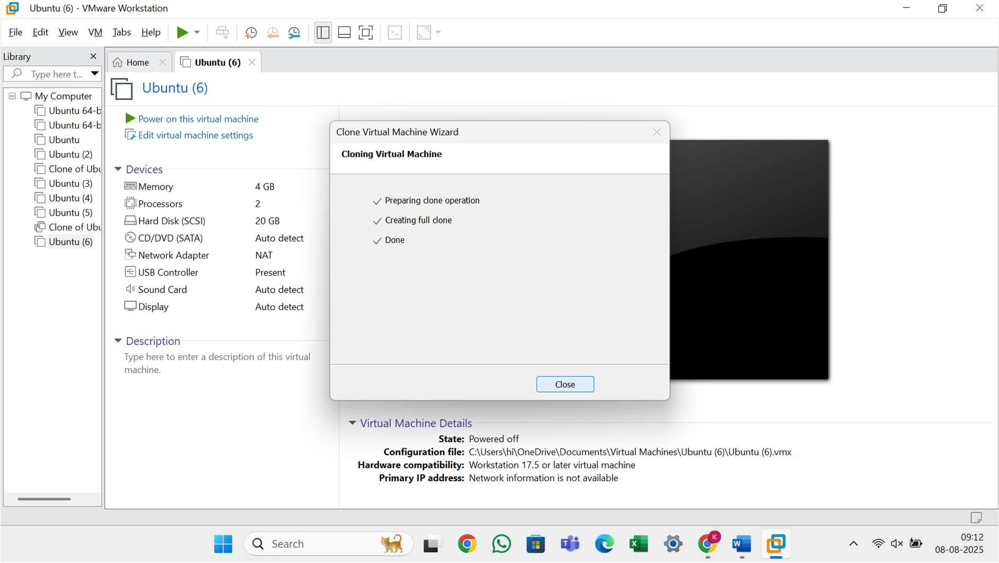 Ubuntu (6) - VMware Workstation
File Edit View VM Tabs Help
Library
Home
Ubuntu (6)
Type here t...
Ubuntu (6)
My Computer
Ubuntu 64-b
Ubuntu 64-b
Ubuntu
Ubuntu (2)
Clone of Ubu
Ubuntu (3)
Ubuntu (4)
Ubuntu (5)
Clone of Ubu
Ubuntu (6)
Power on this virtual machine
Edit virtual machine settings
Devices
Memory 4 GB
Processors 2
Hard Disk (SCSI) 20 GB
CD/DVD (SATA) Auto detect
Network Adapter NAT
USB Controller Present
Sound Card Auto detect
Display Auto detect
Description
Type here to enter a description of this virtual
machine.
Clone Virtual Machine Wizard
Cloning Virtual Machine
Preparing clone operation
Creating full clone
Done
Close
Virtual Machine Details
State: Powered off
Configuration file: C:\Users\hi\OneDrive\Documents\Virtual Machines\Ubuntu (6)\Ubuntu (6).vmx
Hardware compatibility: Workstation 17.5 or later virtual machine
Primary IP address: Network information is not available
Search
K
09:12
08-08-2025